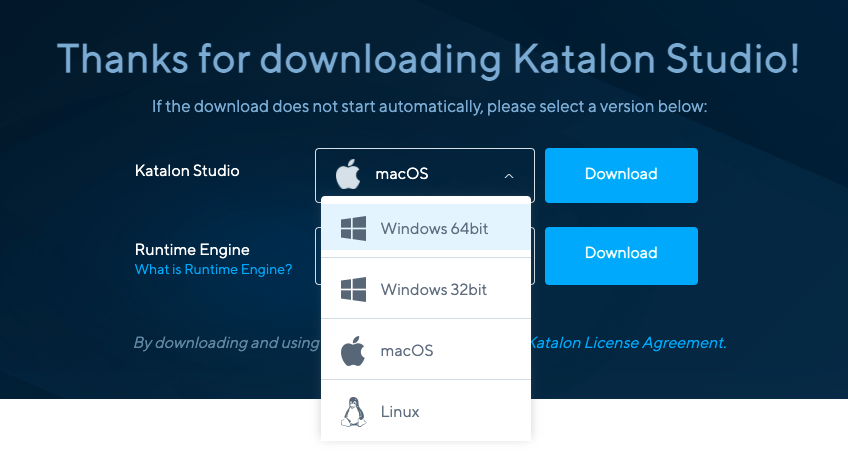 Thanks for downloading Katalon Studio!
If the download does not start automatically, please select a version below:
Katalon Studio
macOS
Download
Windows 64bit
Runtime Engine
What is Runtime Engine?
Download
Windows 32bit
By downloading and using
Katalon License Agreement.
macOS
Linux